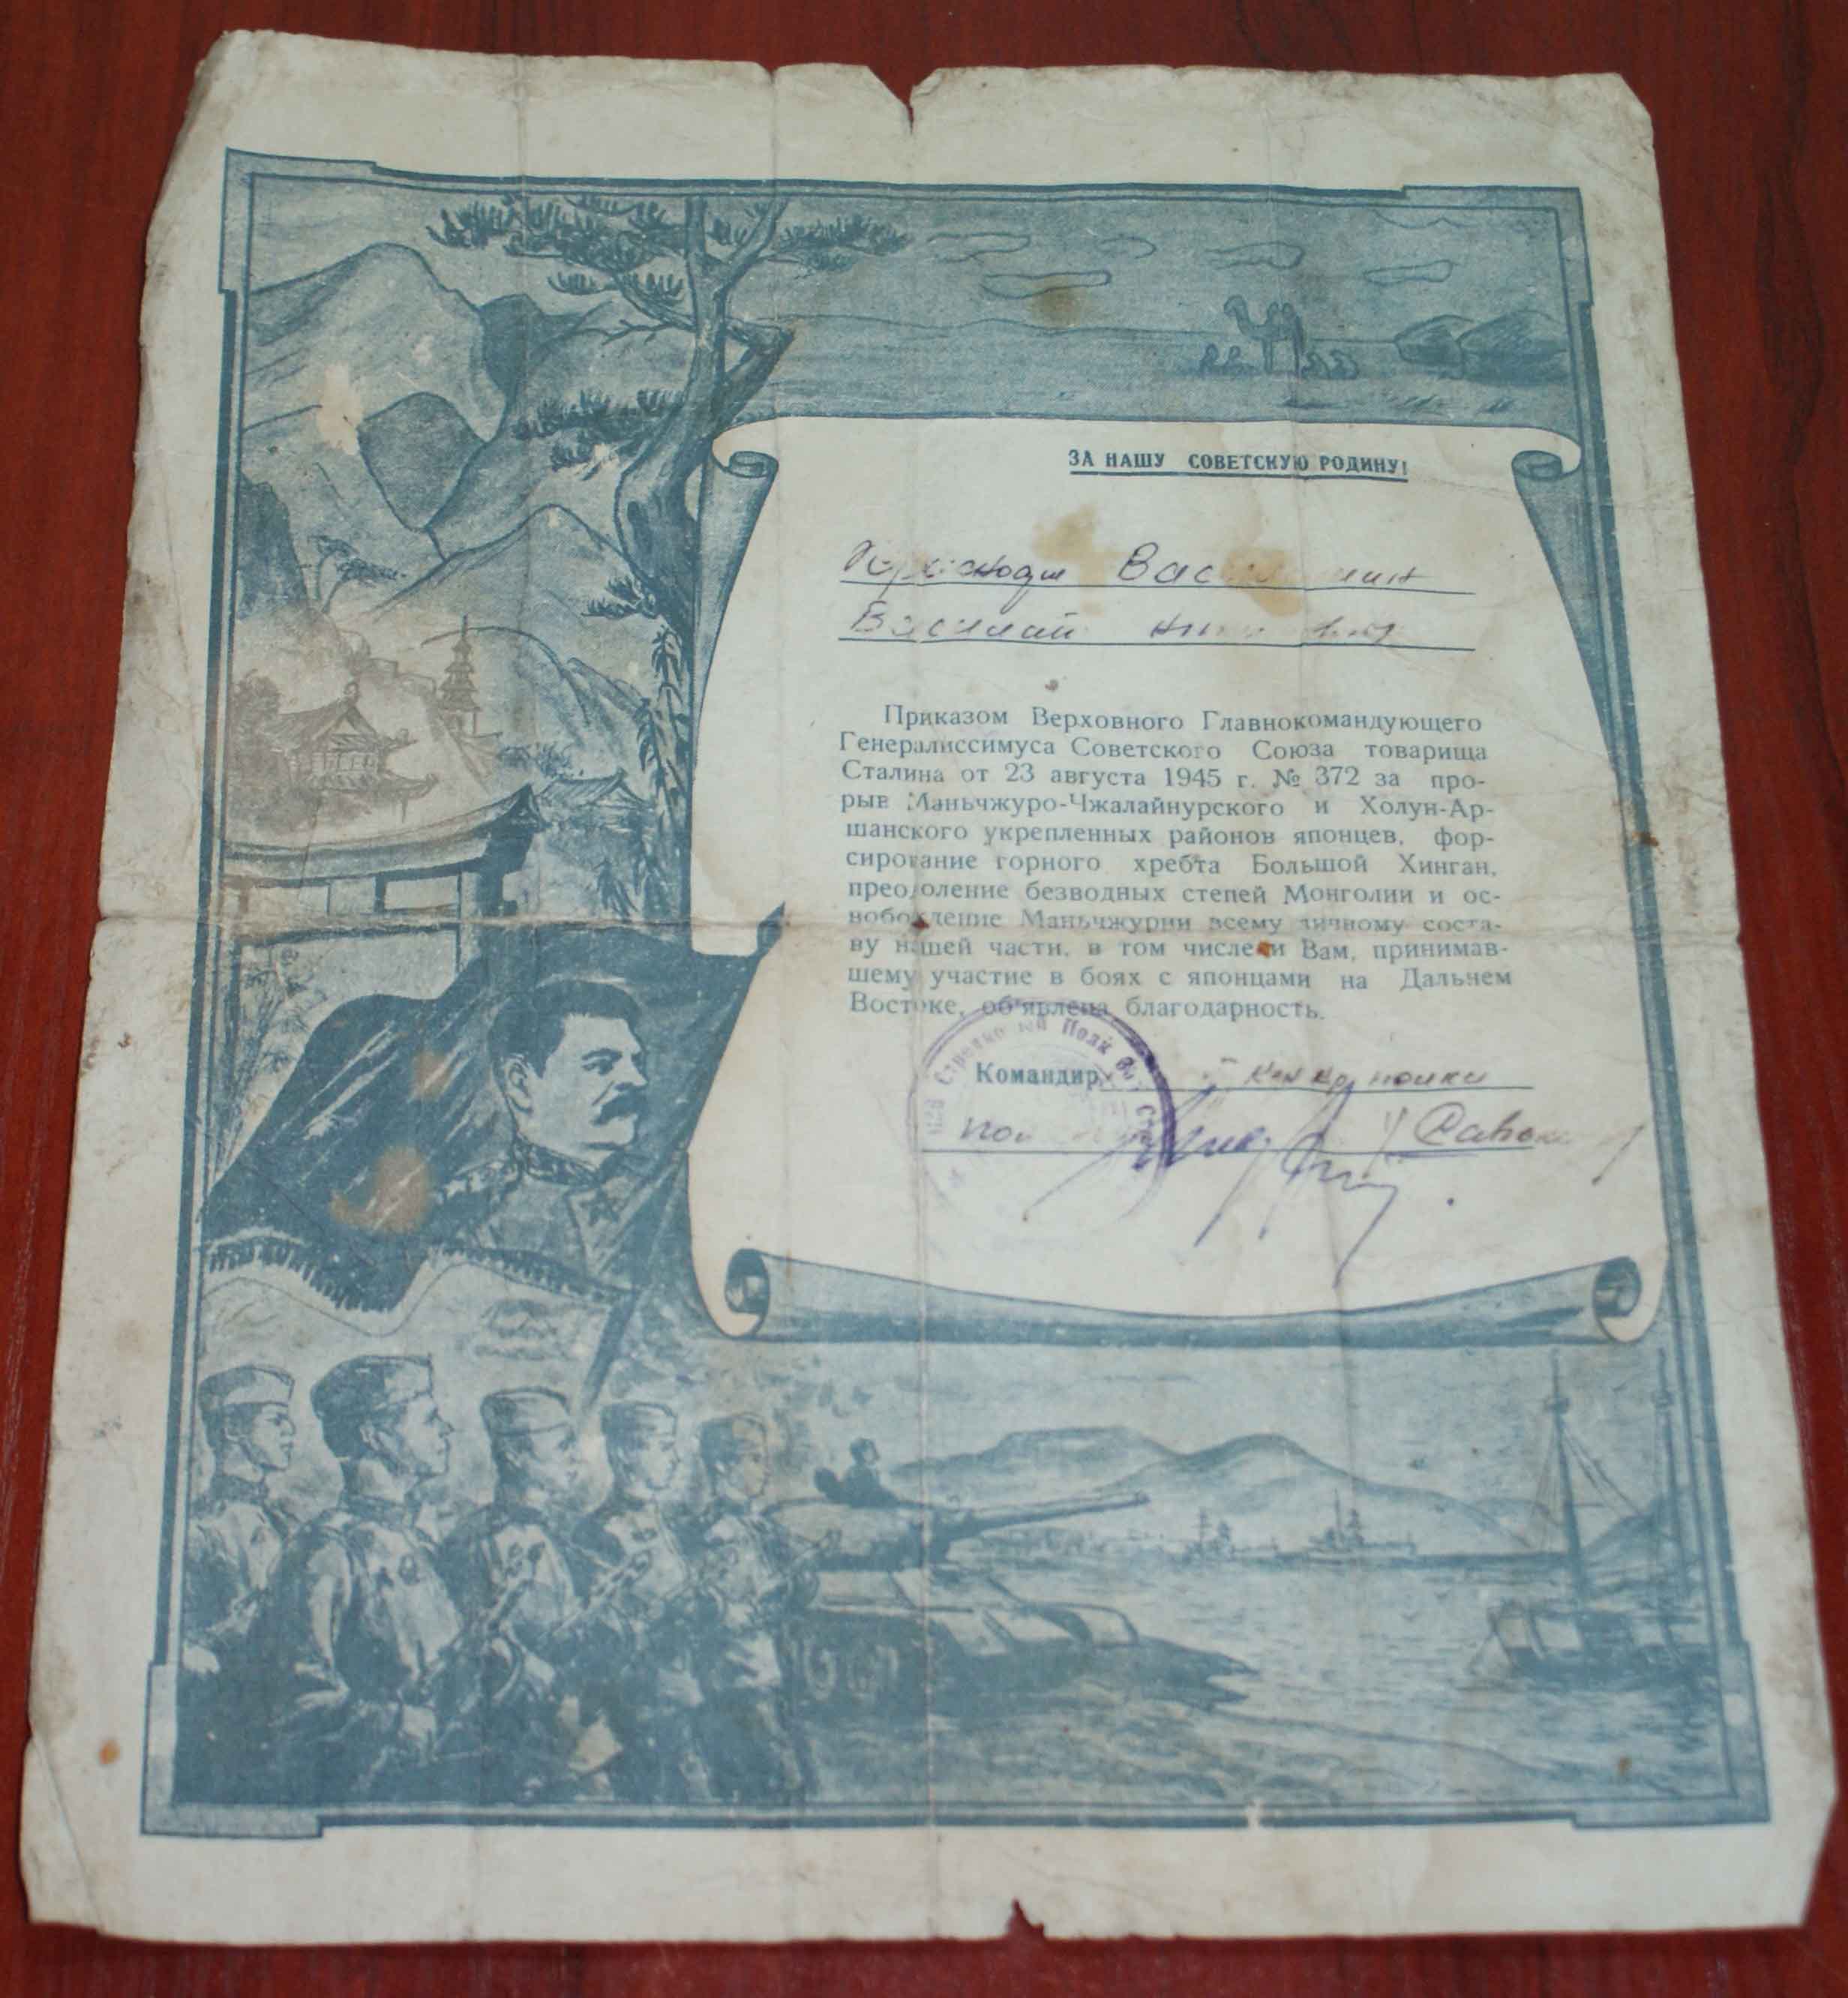 ЗА НАШУ СОВЕТСКУЮ РОДИНУ!
Василий
Приказом Верховного Главнокомандующего
Генералиссимуса Советского Союза товарища
Сталина от 23 августа 1945 г. № 372 за про-
рыв Маньчжуро-Чжалайнурского и Холун-Ар-
шанского укрепленных районов японцев, фор-
сирование горного хребта Большой Хинган,
преодоление безводных степей Монголии и ос-
вобождение Маньчжурии всему личному соста-
ву нашей части, в том числе и Вам, принимав-
шему участие в боях с японцами на Дальнем
Востоке, об'явлена благодарность.
Полк
Командир